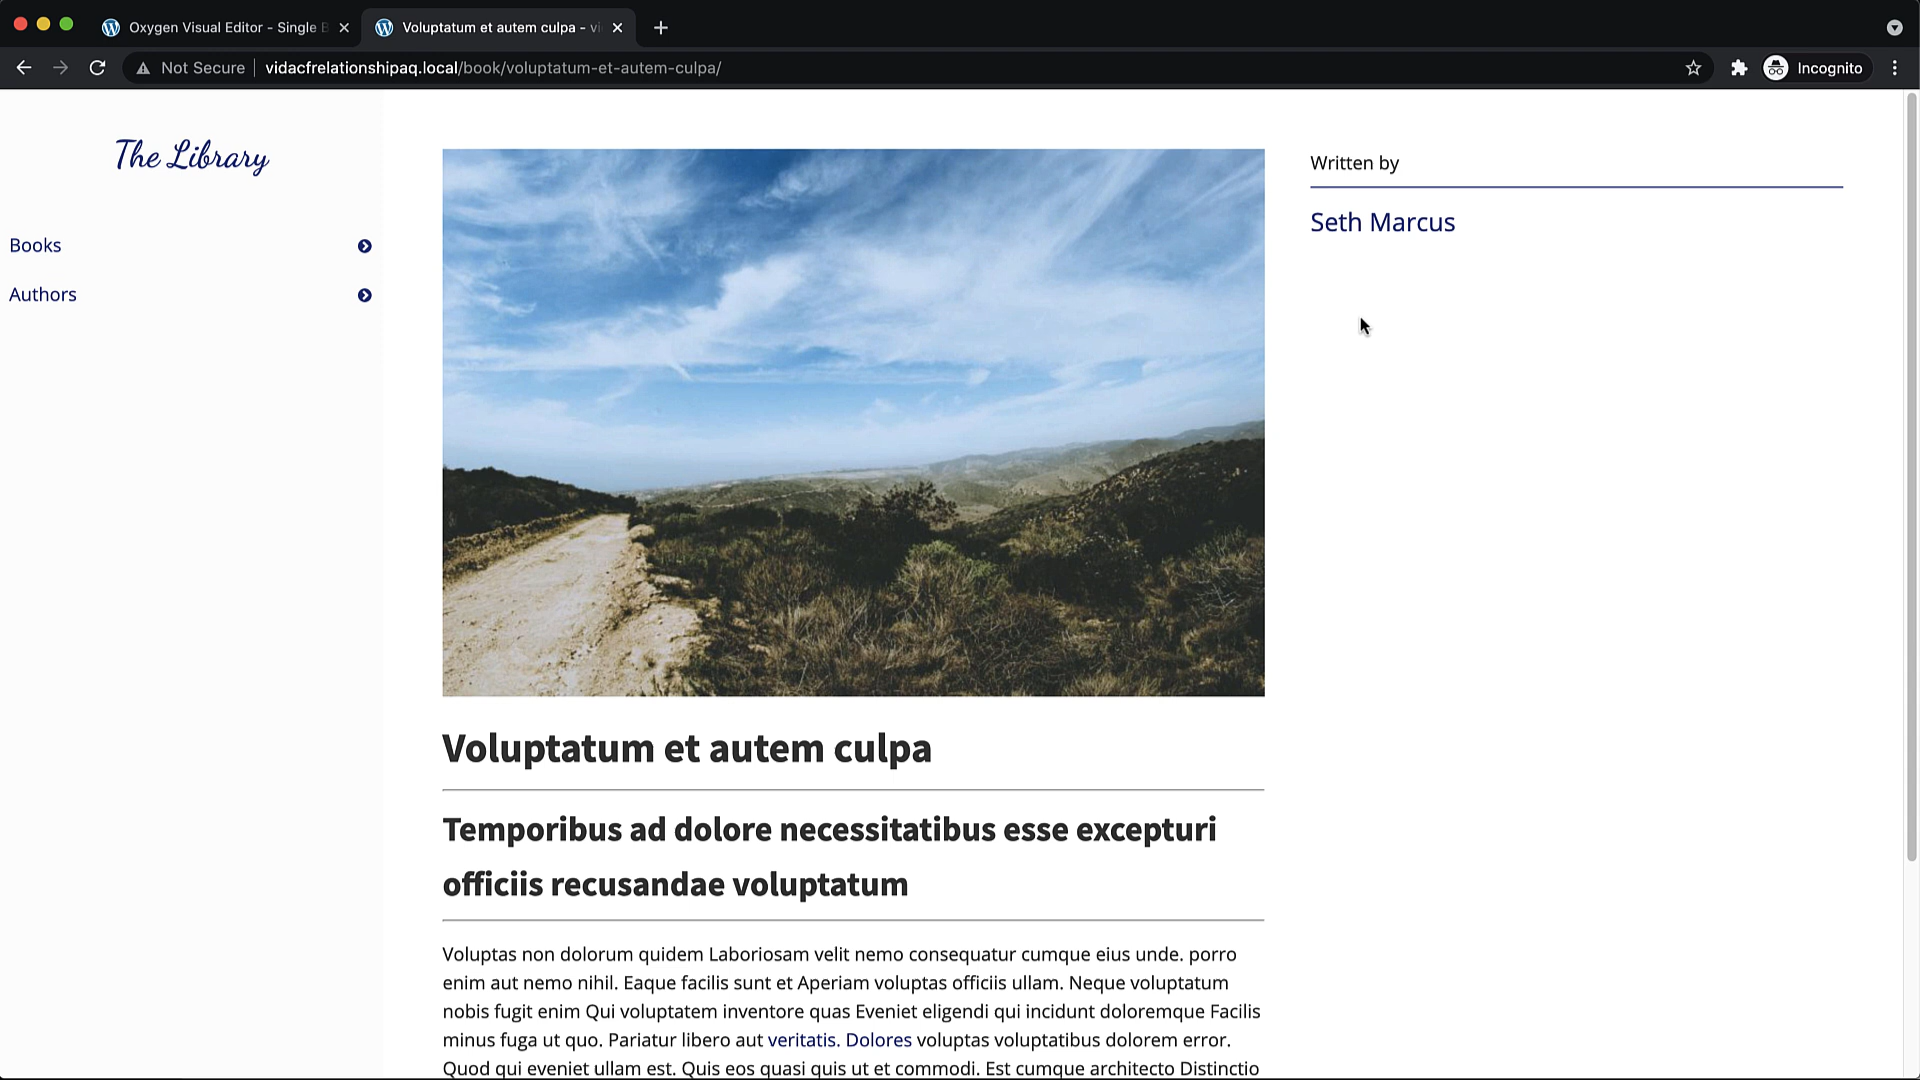 Oxygen Visual Editor - Single B
Voluptatum et autem culpa - vi
Not Secure
vidacfrelationshipaq.local/book/voluptatum-et-autem-culpa/
Incognito
The Library
Books
Authors
Written by
Seth Marcus
Voluptatum et autem culpa
Temporibus ad dolore necessitatibus esse excepturi
officiis recusandae voluptatum
Voluptas non dolorum quidem Laboriosam velit nemo consequatur cumque eius unde. porro
enim aut nemo nihil. Eaque facilis sunt et Aperiam voluptas officiis ullam. Neque voluptatum
nobis fugit enim Qui voluptatem inventore quas Eveniet eligendi qui incidunt doloremque Facilis
minus fuga ut quo. Pariatur libero aut veritatis. Dolores voluptas voluptatibus dolorem error.
Quod qui eveniet ullam est. Quis eos quasi quis ut et commodi. Est cumque architecto Distinctio